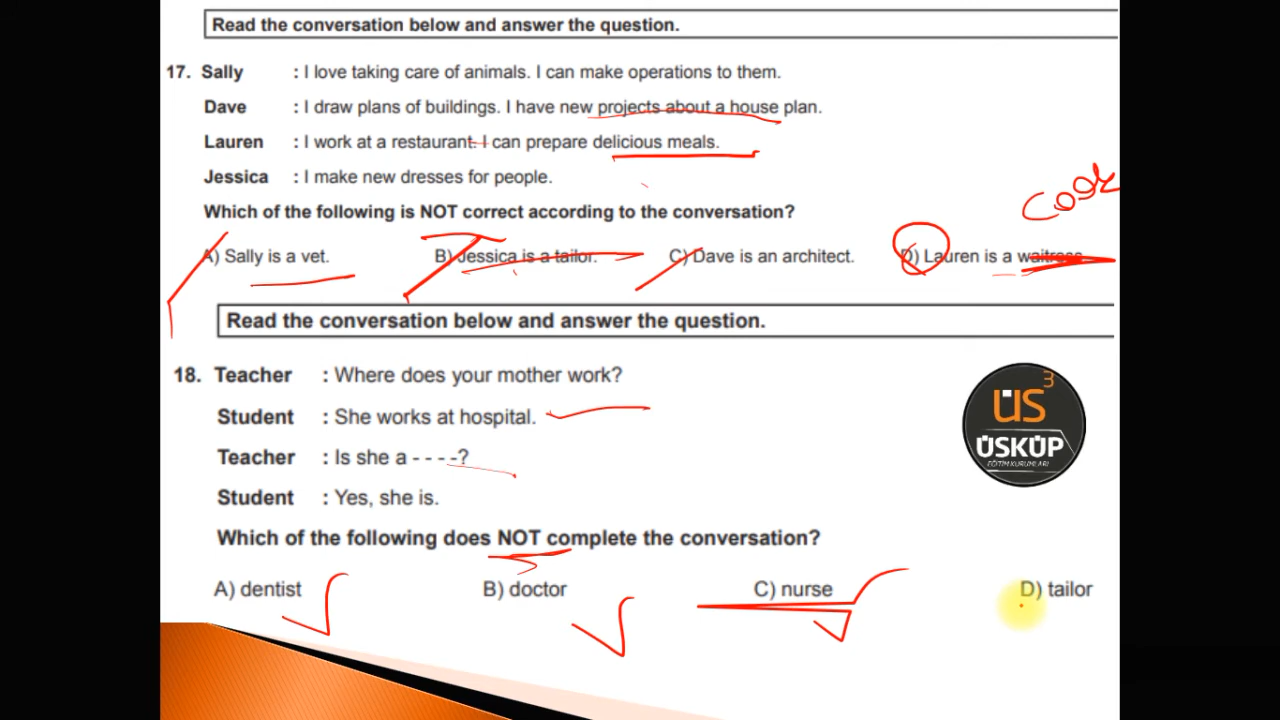 Read the conversation below and answer the question.
17. Sally : I love taking care of animals. I can make operations to them.
Dave : I draw plans of buildings. I have new projects about a house plan.
Lauren : I work at a restaurant. I can prepare delicious meals.
Jessica : I make new dresses for people.
Cook
Which of the following is NOT correct according to the conversation?
A) Sally is a vet. B) Jessica is a tailor. C) Dave is an architect. D) Lauren is a waitress.
Read the conversation below and answer the question.
18. Teacher : Where does your mother work?
Student : She works at hospital.
Teacher : Is she a - - - -?
Student : Yes, she is.
Which of the following does NOT complete the conversation?
A) dentist B) doctor C) nurse D) tailor
ÜS3
ÜSKÜP
EĞİTİM KURUMLARI